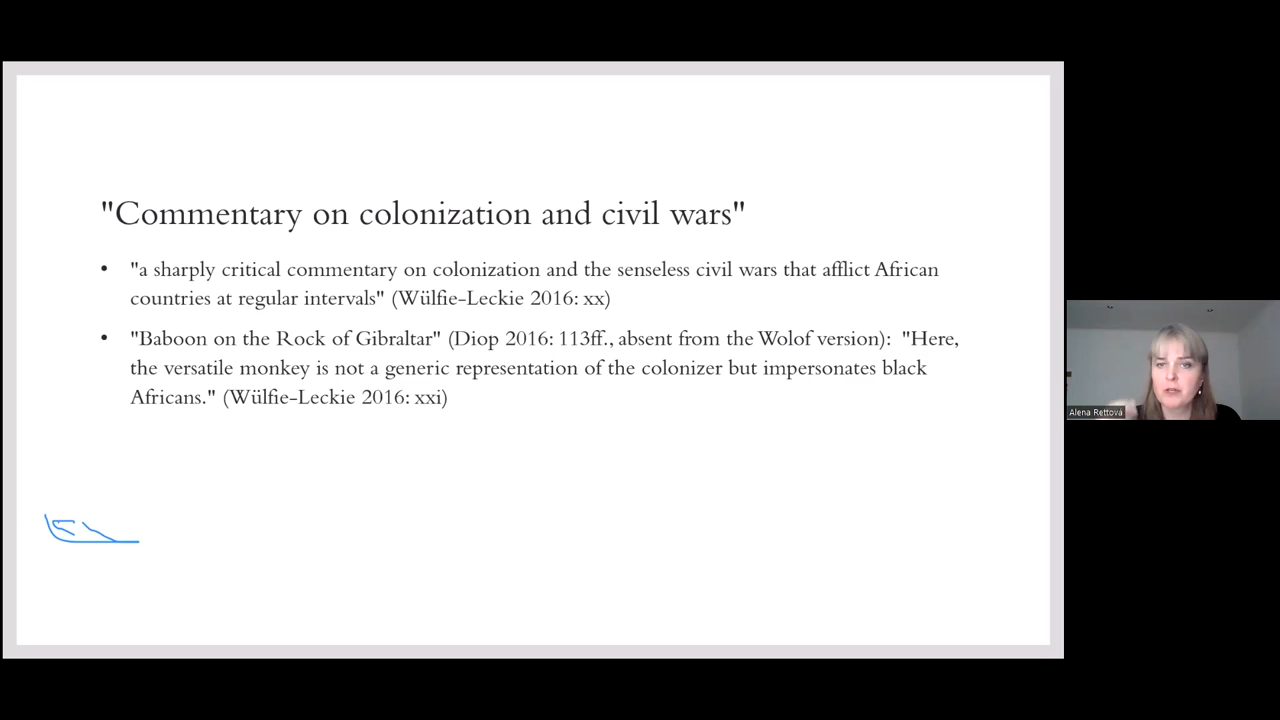 "Commentary on colonization and civil wars"
• "a sharply critical commentary on colonization and the senseless civil wars that afflict African
countries at regular intervals" (Wülfie-Leckie 2016: xx)
• "Baboon on the Rock of Gibraltar" (Diop 2016: 113ff., absent from the Wolof version):  "Here,
the versatile monkey is not a generic representation of the colonizer but impersonates black
Africans." (Wülfie-Leckie 2016: xxi)
Alena Rettová